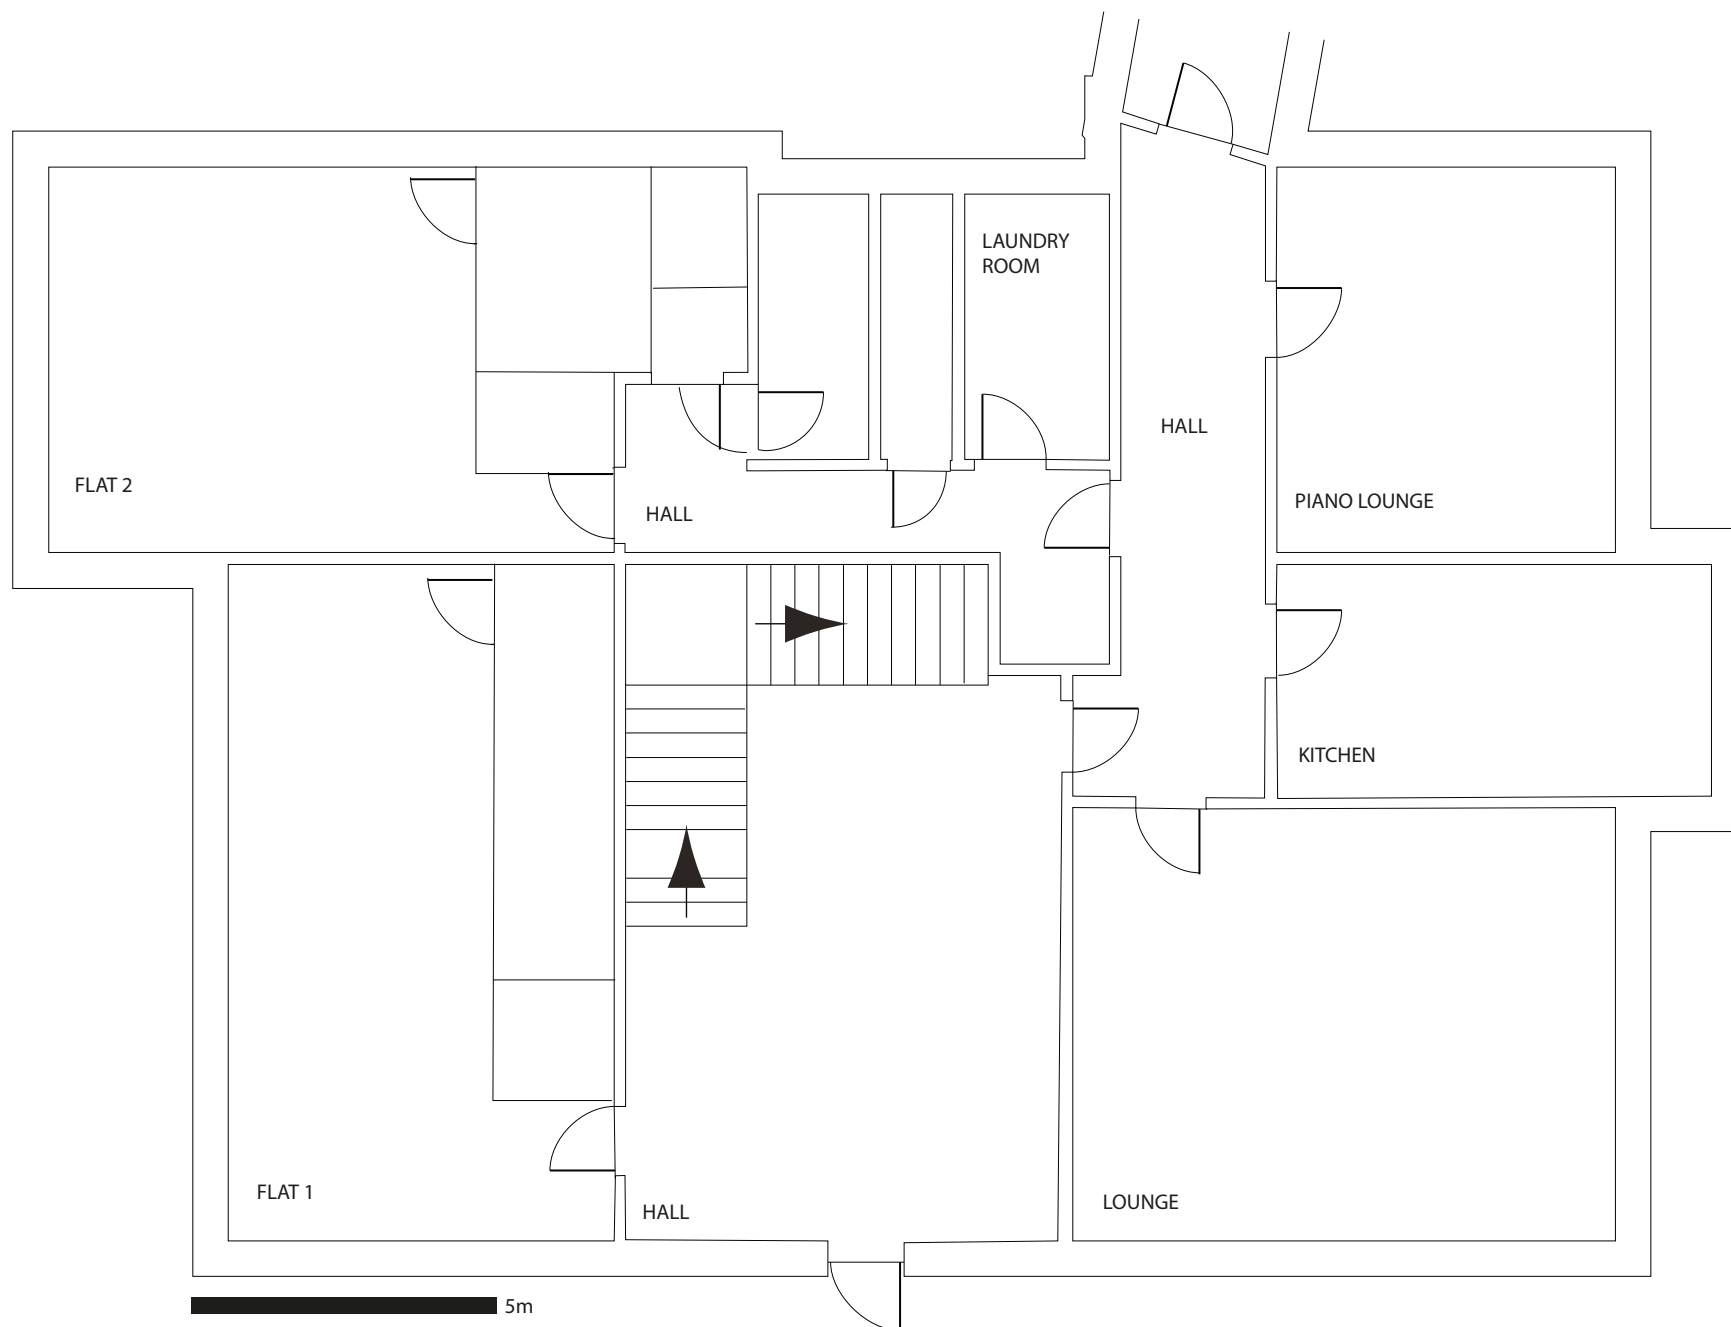 LAUNDRY
ROOM
HALL
FLAT 2
PIANO LOUNGE
HALL
KITCHEN
FLAT 1
LOUNGE
HALL
5m